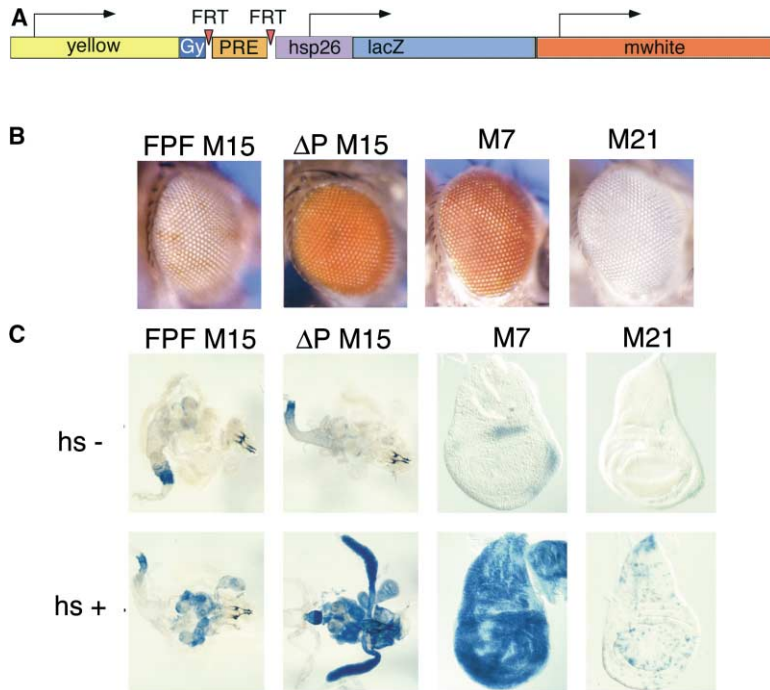 A
FRT FRT
yellow Gy PRE hsp26 lacZ mwhite
B
FPF M15 ΔP M15 M7 M21
C
FPF M15 ΔP M15 M7 M21
hs -
hs +